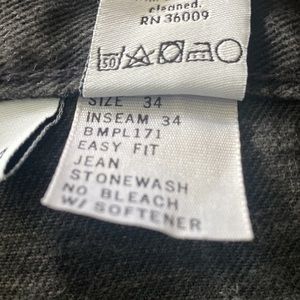 cleaned.
RN 36009
50
SIZE 34
INSEAM 34
BMPL171
EASY FIT
JEAN
STONEWASH
NO BLEACH
W/ SOFTENER